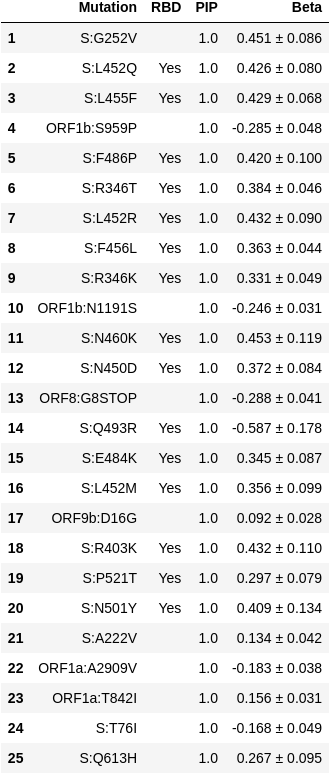 Mutation RBD PIP Beta
1 S:G252V 1.0 0.451 ± 0.086
2 S:L452Q Yes 1.0 0.426 ± 0.080
3 S:L455F Yes 1.0 0.429 ± 0.068
4 ORF1b:S959P 1.0 -0.285 ± 0.048
5 S:F486P Yes 1.0 0.420 ± 0.100
6 S:R346T Yes 1.0 0.384 ± 0.046
7 S:L452R Yes 1.0 0.432 ± 0.090
8 S:F456L Yes 1.0 0.363 ± 0.044
9 S:R346K Yes 1.0 0.331 ± 0.049
10 ORF1b:N1191S 1.0 -0.246 ± 0.031
11 S:N460K Yes 1.0 0.453 ± 0.119
12 S:N450D Yes 1.0 0.372 ± 0.084
13 ORF8:G8STOP 1.0 -0.288 ± 0.041
14 S:Q493R Yes 1.0 -0.587 ± 0.178
15 S:E484K Yes 1.0 0.345 ± 0.087
16 S:L452M Yes 1.0 0.356 ± 0.099
17 ORF9b:D16G 1.0 0.092 ± 0.028
18 S:R403K Yes 1.0 0.432 ± 0.110
19 S:P521T Yes 1.0 0.297 ± 0.079
20 S:N501Y Yes 1.0 0.409 ± 0.134
21 S:A222V 1.0 0.134 ± 0.042
22 ORF1a:A2909V 1.0 -0.183 ± 0.038
23 ORF1a:T842I 1.0 0.156 ± 0.031
24 S:T76I 1.0 -0.168 ± 0.049
25 S:Q613H 1.0 0.267 ± 0.095